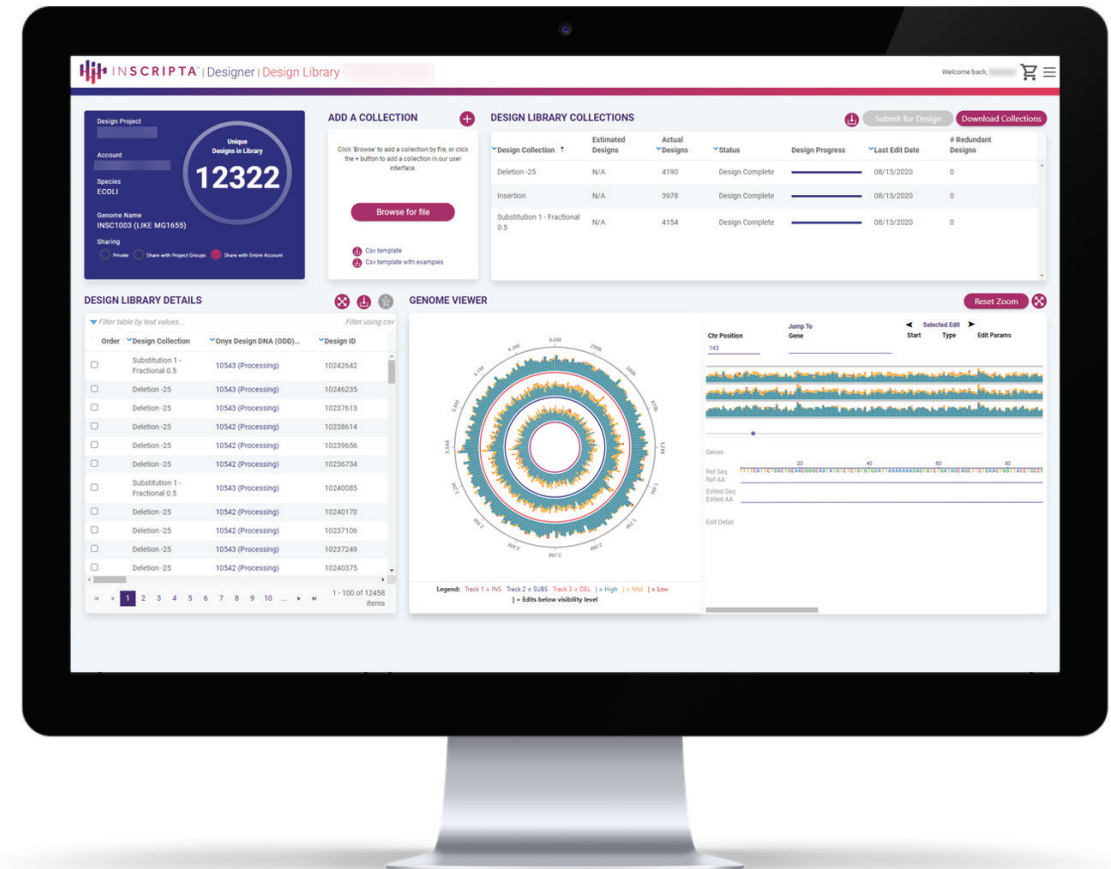 INSCRIPTA™ | Designer | Design Library
Welcome back,
Design Project
Account
Species
ECOLI
Genome Name
INSC1003 (LIKE MG1655)
Sharing
Private Share with Project Groups Share with Entire Account
Unique
Designs in Library
12322
ADD A COLLECTION
Click 'Browse' to add a collection by file, or click
the + button to add a collection in our user
interface.
Browse for file
Csv template
Csv template with examples
DESIGN LIBRARY COLLECTIONS
Submit for Design
Download Collections
Design Collection Estimated Designs Actual Designs Status Design Progress Last Edit Date # Redundant Designs
Deletion -25 N/A 4190 Design Complete 08/13/2020 0
Insertion N/A 3978 Design Complete 08/13/2020 0
Substitution 1 - Fractional
0.5 N/A 4154 Design Complete 08/13/2020 0
DESIGN LIBRARY DETAILS
Filter table by text values... Filter using csv
Order Design Collection Onyx Design DNA (ODD)... Design ID
Substitution 1 -
Fractional 0.5 10543 (Processing) 10242642
Deletion -25 10543 (Processing) 10246235
Deletion -25 10543 (Processing) 10237613
Deletion -25 10542 (Processing) 10238614
Deletion -25 10542 (Processing) 10239656
Deletion -25 10542 (Processing) 10236734
Substitution 1 -
Fractional 0.5 10543 (Processing) 10240085
Deletion -25 10542 (Processing) 10240170
Deletion -25 10542 (Processing) 10237106
Deletion -25 10543 (Processing) 10237249
Deletion -25 10542 (Processing) 10240375
1 2 3 4 5 6 7 8 9 10 ... 1 - 100 of 12458
items
GENOME VIEWER
Reset Zoom
Legend: Track 1 = INS Track 2 = SUBS Track 3 = DEL | = High | = Mid | = Low
| = Edits below visibility level
Chr Position
143
Jump To
Gene
Selected Edit
Start Type Edit Params
Genes
20 40 60 80
Ref Seq
Ref AA
Edited Seq
Edited AA
Edit Detail